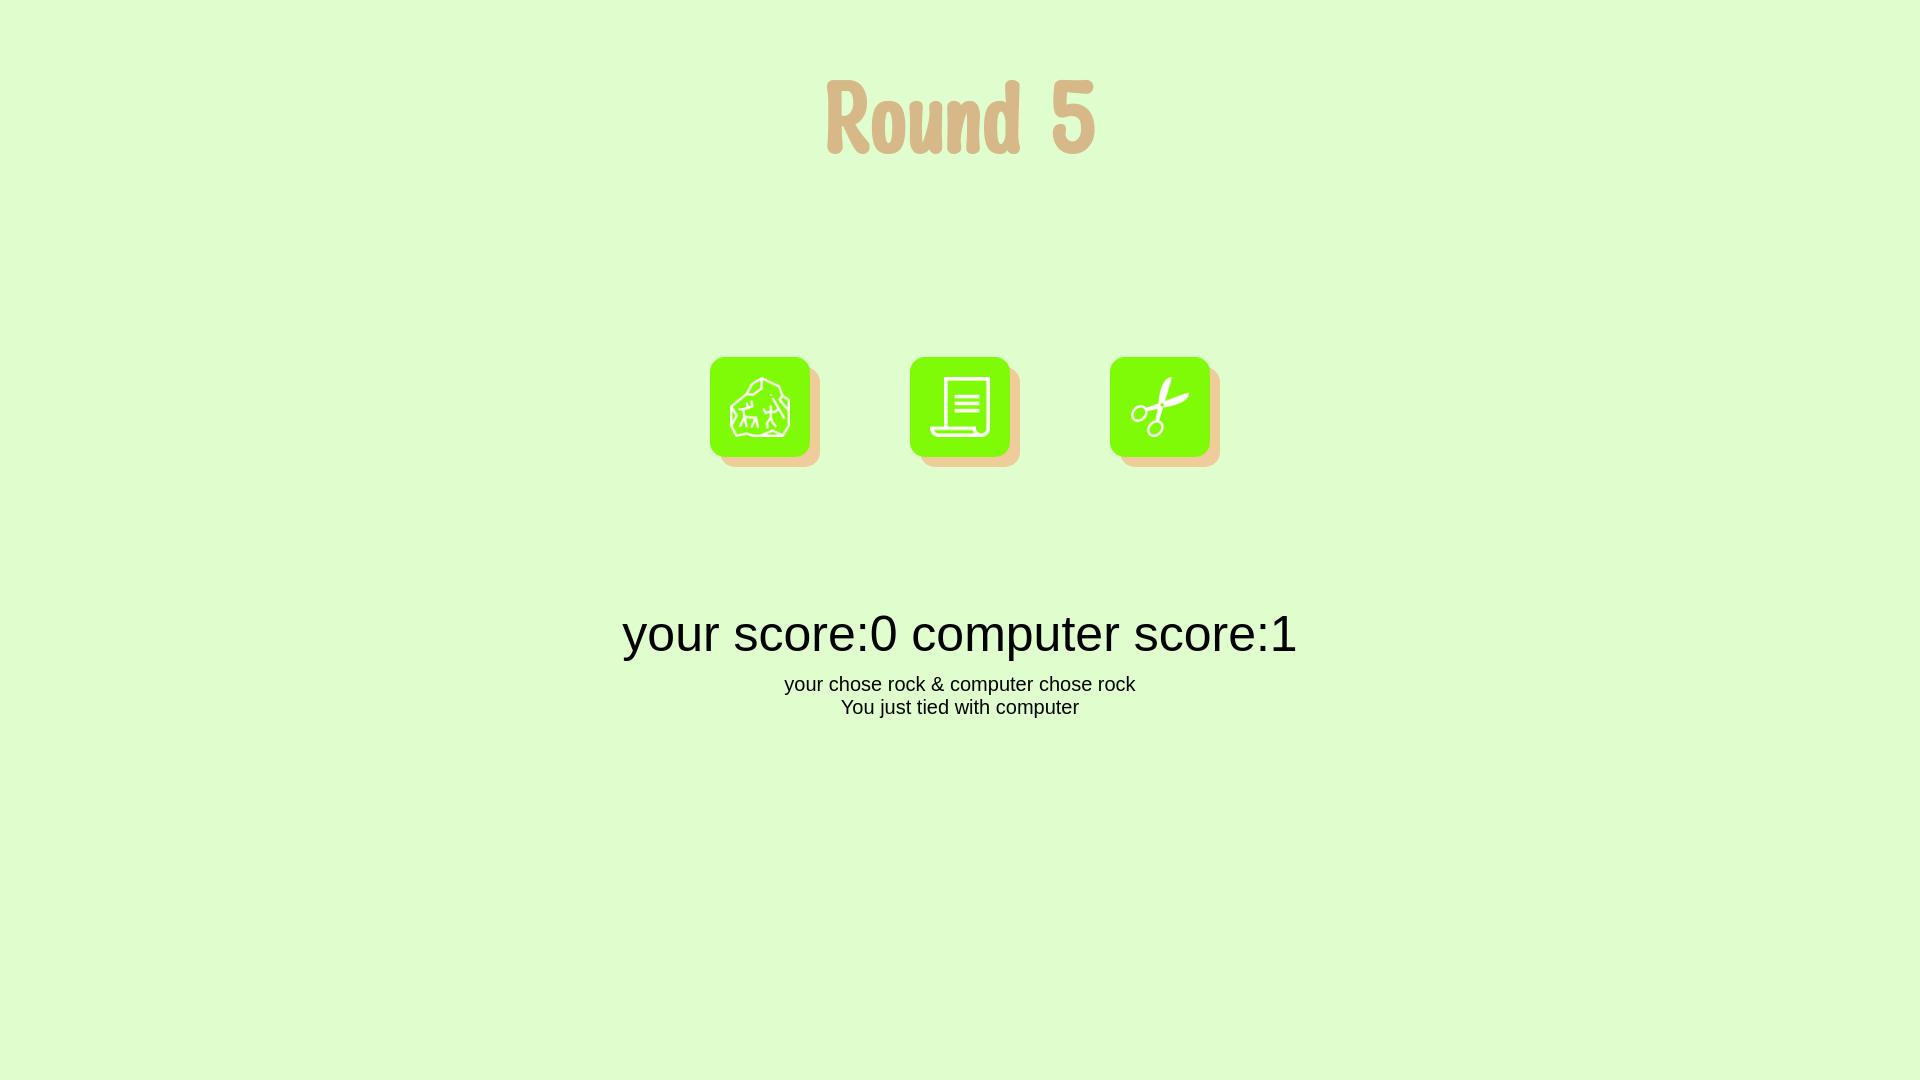 Round 5
your score:0 computer score:1
your chose rock & computer chose rock
You just tied with computer